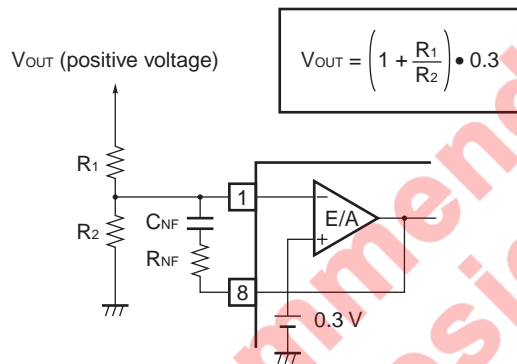 VOUT = (1 + R1/R2) • 0.3
VOUT (positive voltage)
R1
1
−
E/A
CNF
R2
+
RNF
8
0.3 V